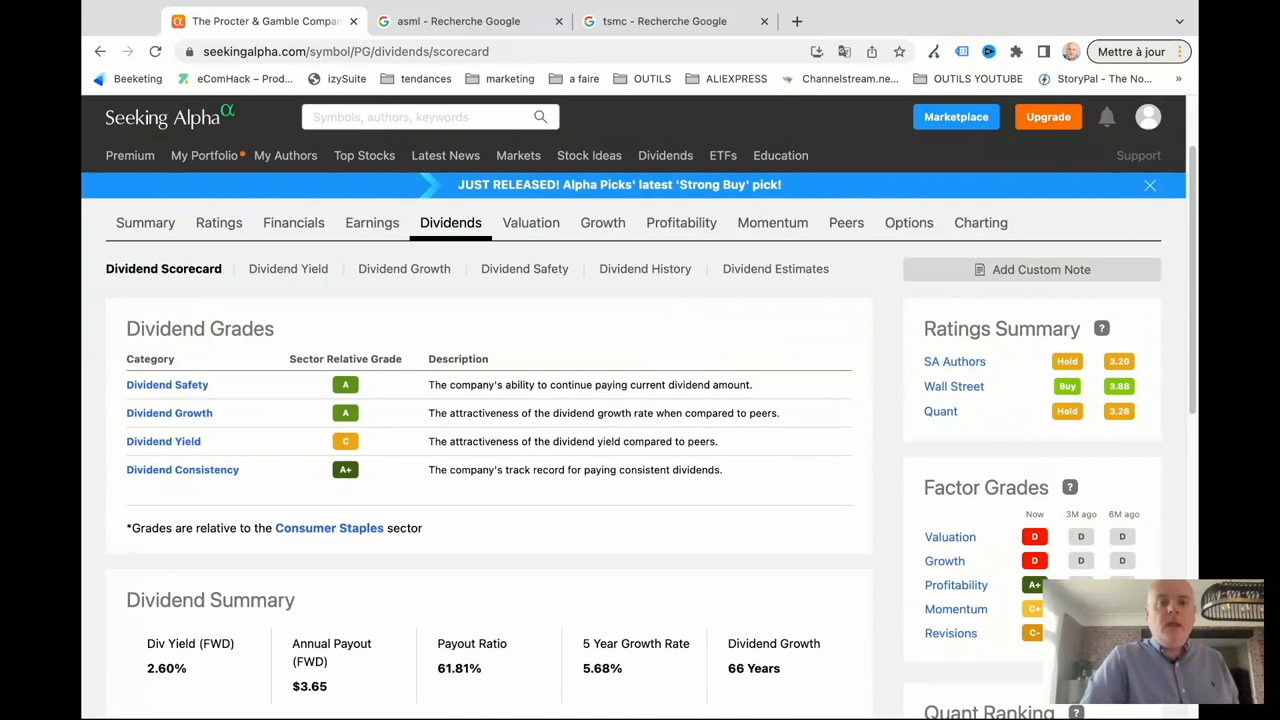 The Procter & Gamble Compan
asml - Recherche Google
tsmc - Recherche Google
seekingalpha.com/symbol/PG/dividends/scorecard
Mettre à jour
Beeketing
eComHack – Prod...
izySuite
tendances
marketing
a faire
OUTILS
ALIEXPRESS
Channelstream.ne...
OUTILS YOUTUBE
StoryPal - The No...
»
Seeking Alpha α
Symbols, authors, keywords
Marketplace
Upgrade
Premium
My Portfolio
My Authors
Top Stocks
Latest News
Markets
Stock Ideas
Dividends
ETFs
Education
Support
JUST RELEASED! Alpha Picks' latest 'Strong Buy' pick!
Summary
Ratings
Financials
Earnings
Dividends
Valuation
Growth
Profitability
Momentum
Peers
Options
Charting
Dividend Scorecard
Dividend Yield
Dividend Growth
Dividend Safety
Dividend History
Dividend Estimates
Add Custom Note
Dividend Grades
Category Sector Relative Grade Description
Dividend Safety A The company's ability to continue paying current dividend amount.
Dividend Growth A The attractiveness of the dividend growth rate when compared to peers.
Dividend Yield C The attractiveness of the dividend yield compared to peers.
Dividend Consistency A+ The company's track record for paying consistent dividends.
*Grades are relative to the Consumer Staples sector
Dividend Summary
Div Yield (FWD)
2.60%
Annual Payout
(FWD)
$3.65
Payout Ratio
61.81%
5 Year Growth Rate
5.68%
Dividend Growth
66 Years
Ratings Summary ?
SA Authors Hold 3.20
Wall Street Buy 3.88
Quant Hold 3.26
Factor Grades ?
Now 3M ago 6M ago
Valuation D D D
Growth D D D
Profitability A+
Momentum C+
Revisions C-
Quant Ranking ?